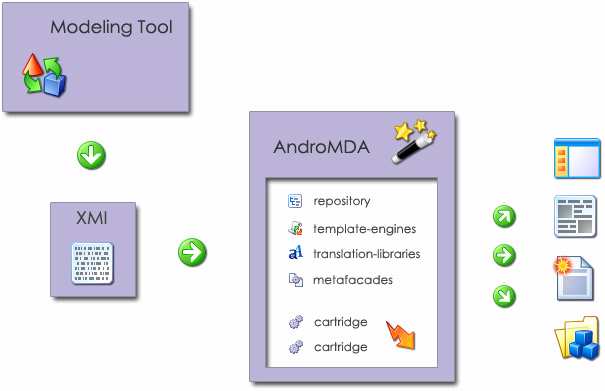 Modeling Tool
XMI
AndroMDA
repository
template-engines
translation-libraries
metafacades
cartridge
cartridge